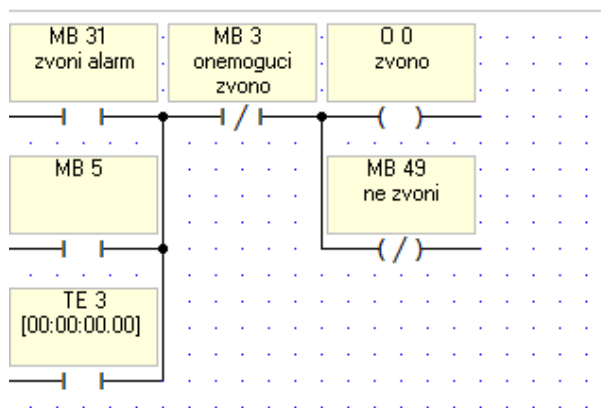 MB 31
zvoni alarm
MB 3
onemoguci
zvono
O 0
zvono
MB 5
MB 49
ne zvoni
TE 3
[00:00:00.00]